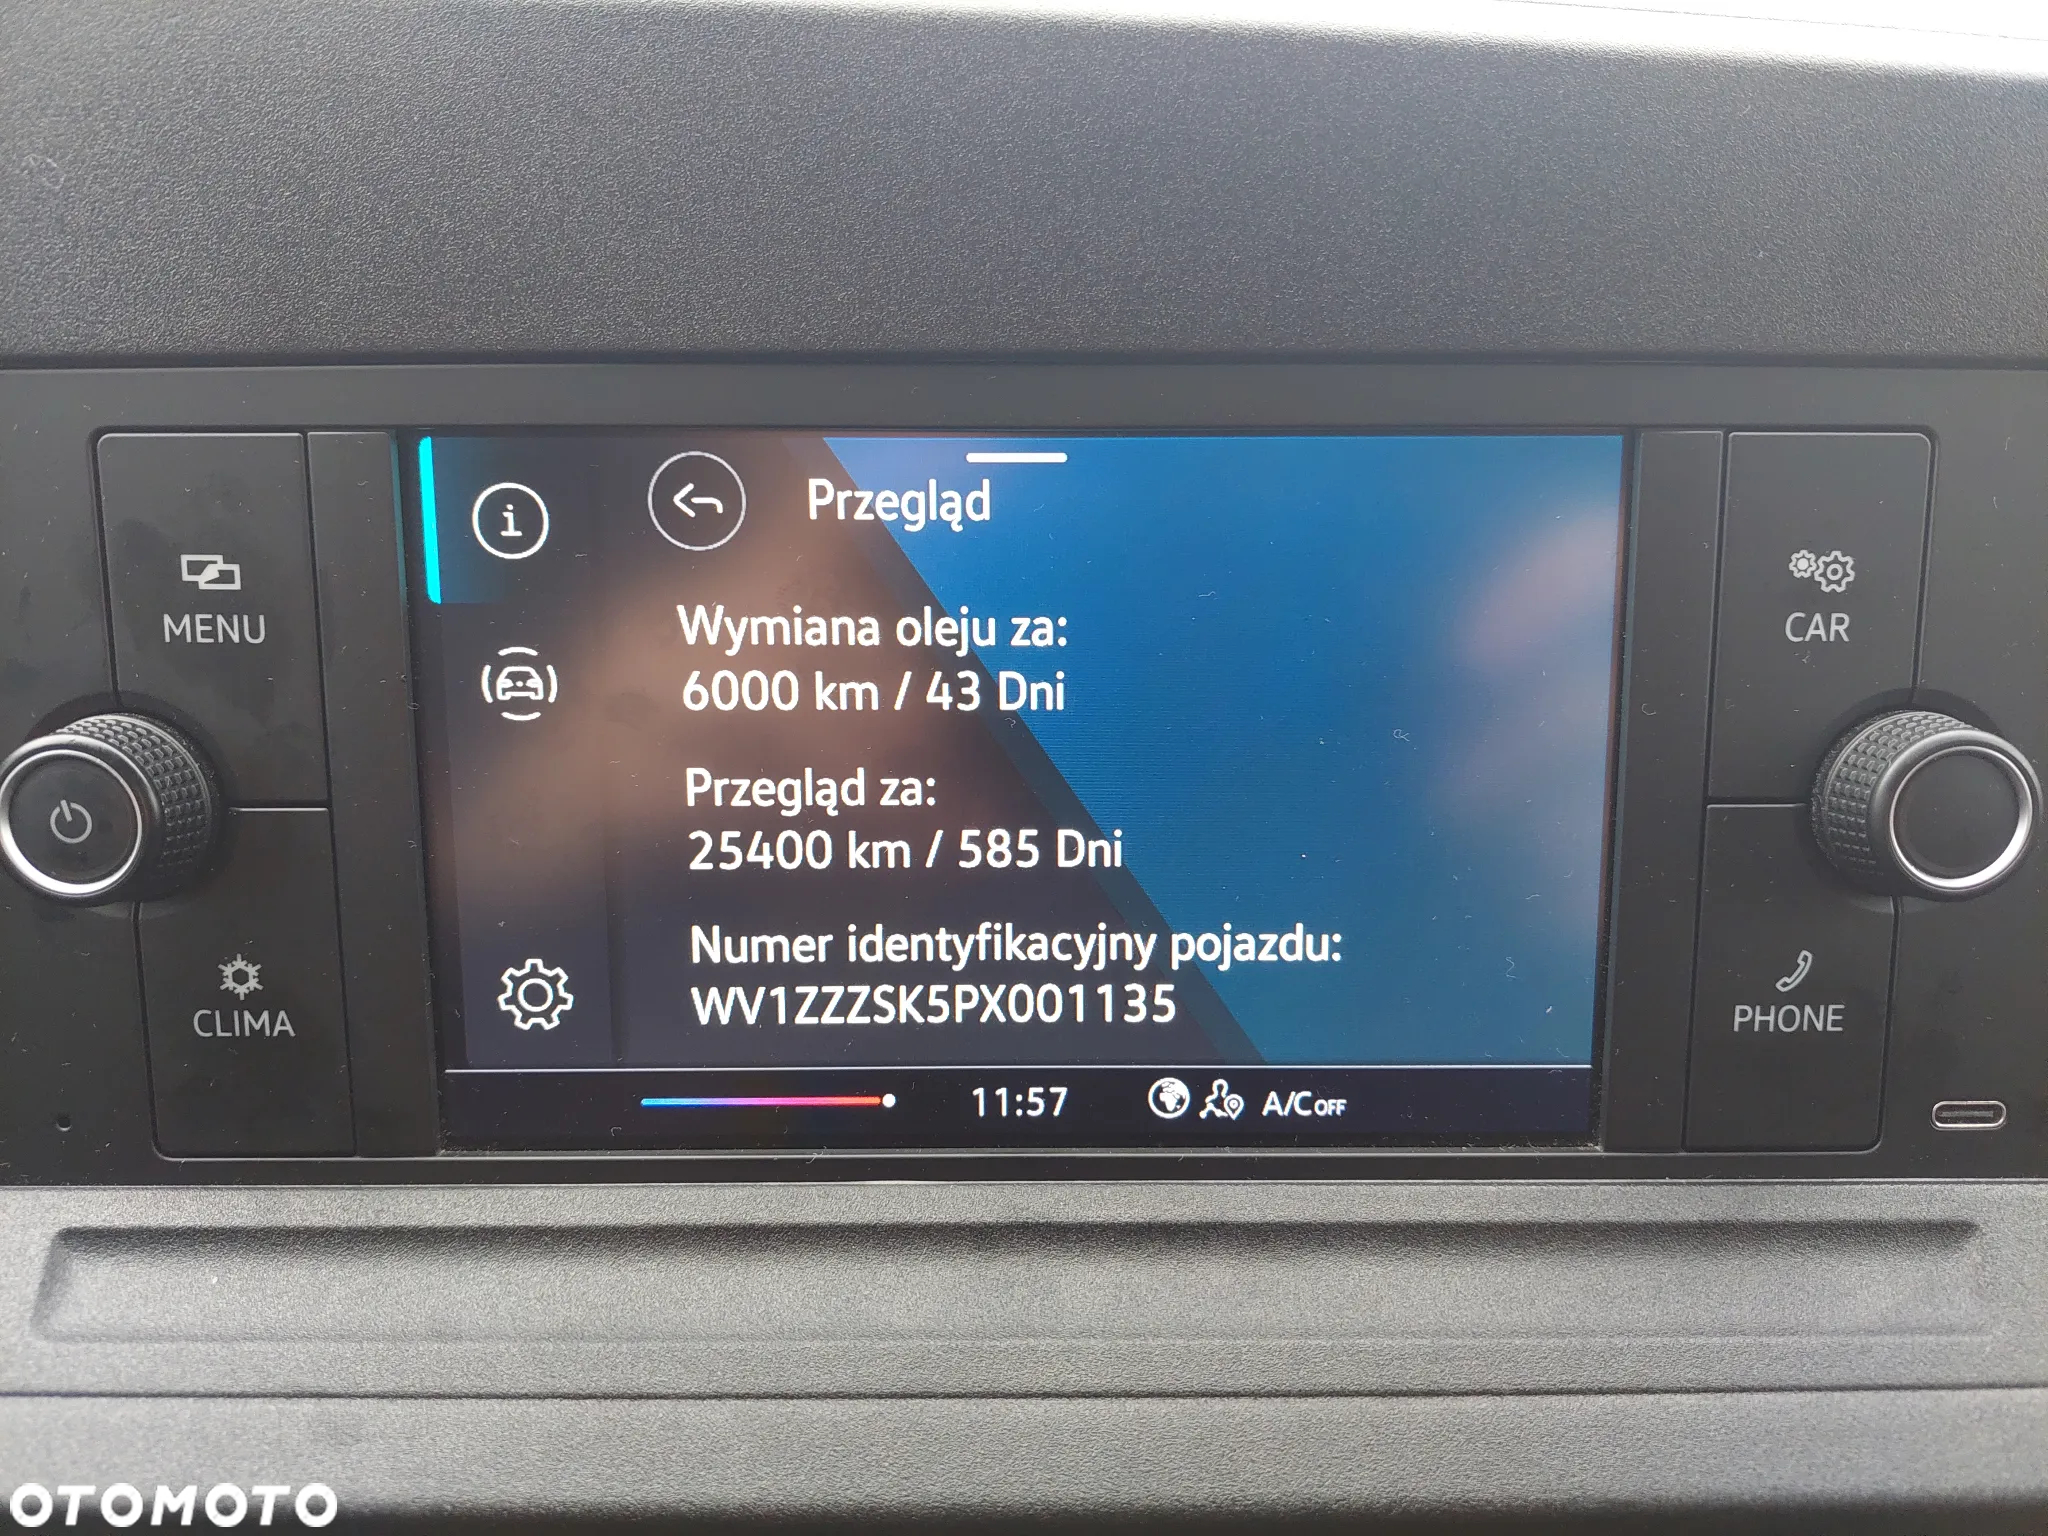 Przegląd
Wymiana oleju za:
6000 km / 43 Dni
Przegląd za:
25400 km / 585 Dni
Numer identyfikacyjny pojazdu:
WV1ZZZSK5PX001135
11:57
A/C OFF
MENU
CLIMA
CAR
PHONE
OTOMOTO